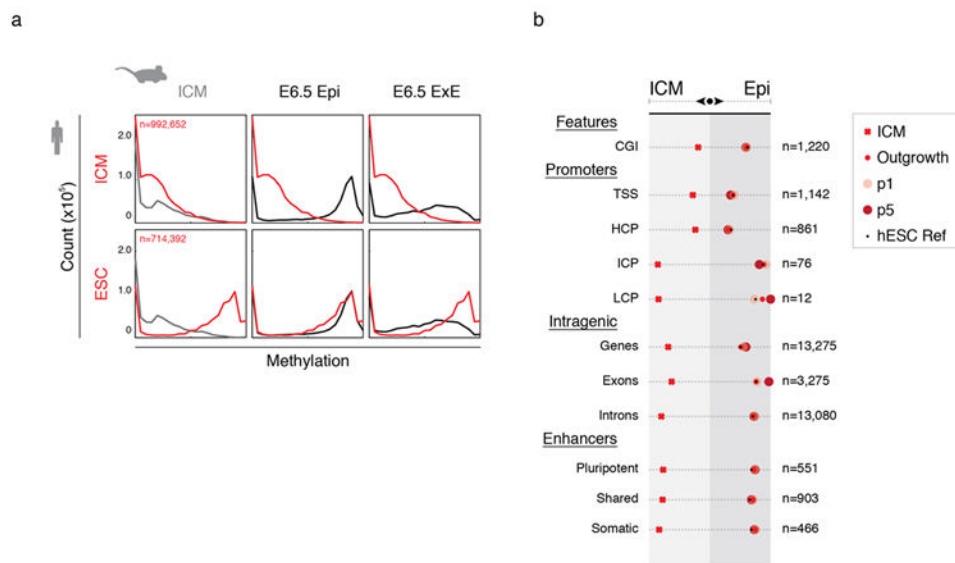 a
ICM
E6.5 Epi
E6.5 ExE
Count (x10⁵)
ICM
n=992,652
2.0
1.0
0
ESC
n=714,392
2.0
1.0
0
Methylation
b
ICM
Epi
Features
CGI
n=1,220
Promoters
TSS
n=1,142
HCP
n=861
ICP
n=76
LCP
n=12
Intragenic
Genes
n=13,275
Exons
n=3,275
Introns
n=13,080
Enhancers
Pluripotent
n=551
Shared
n=903
Somatic
n=466
ICM
Outgrowth
p1
p5
hESC Ref